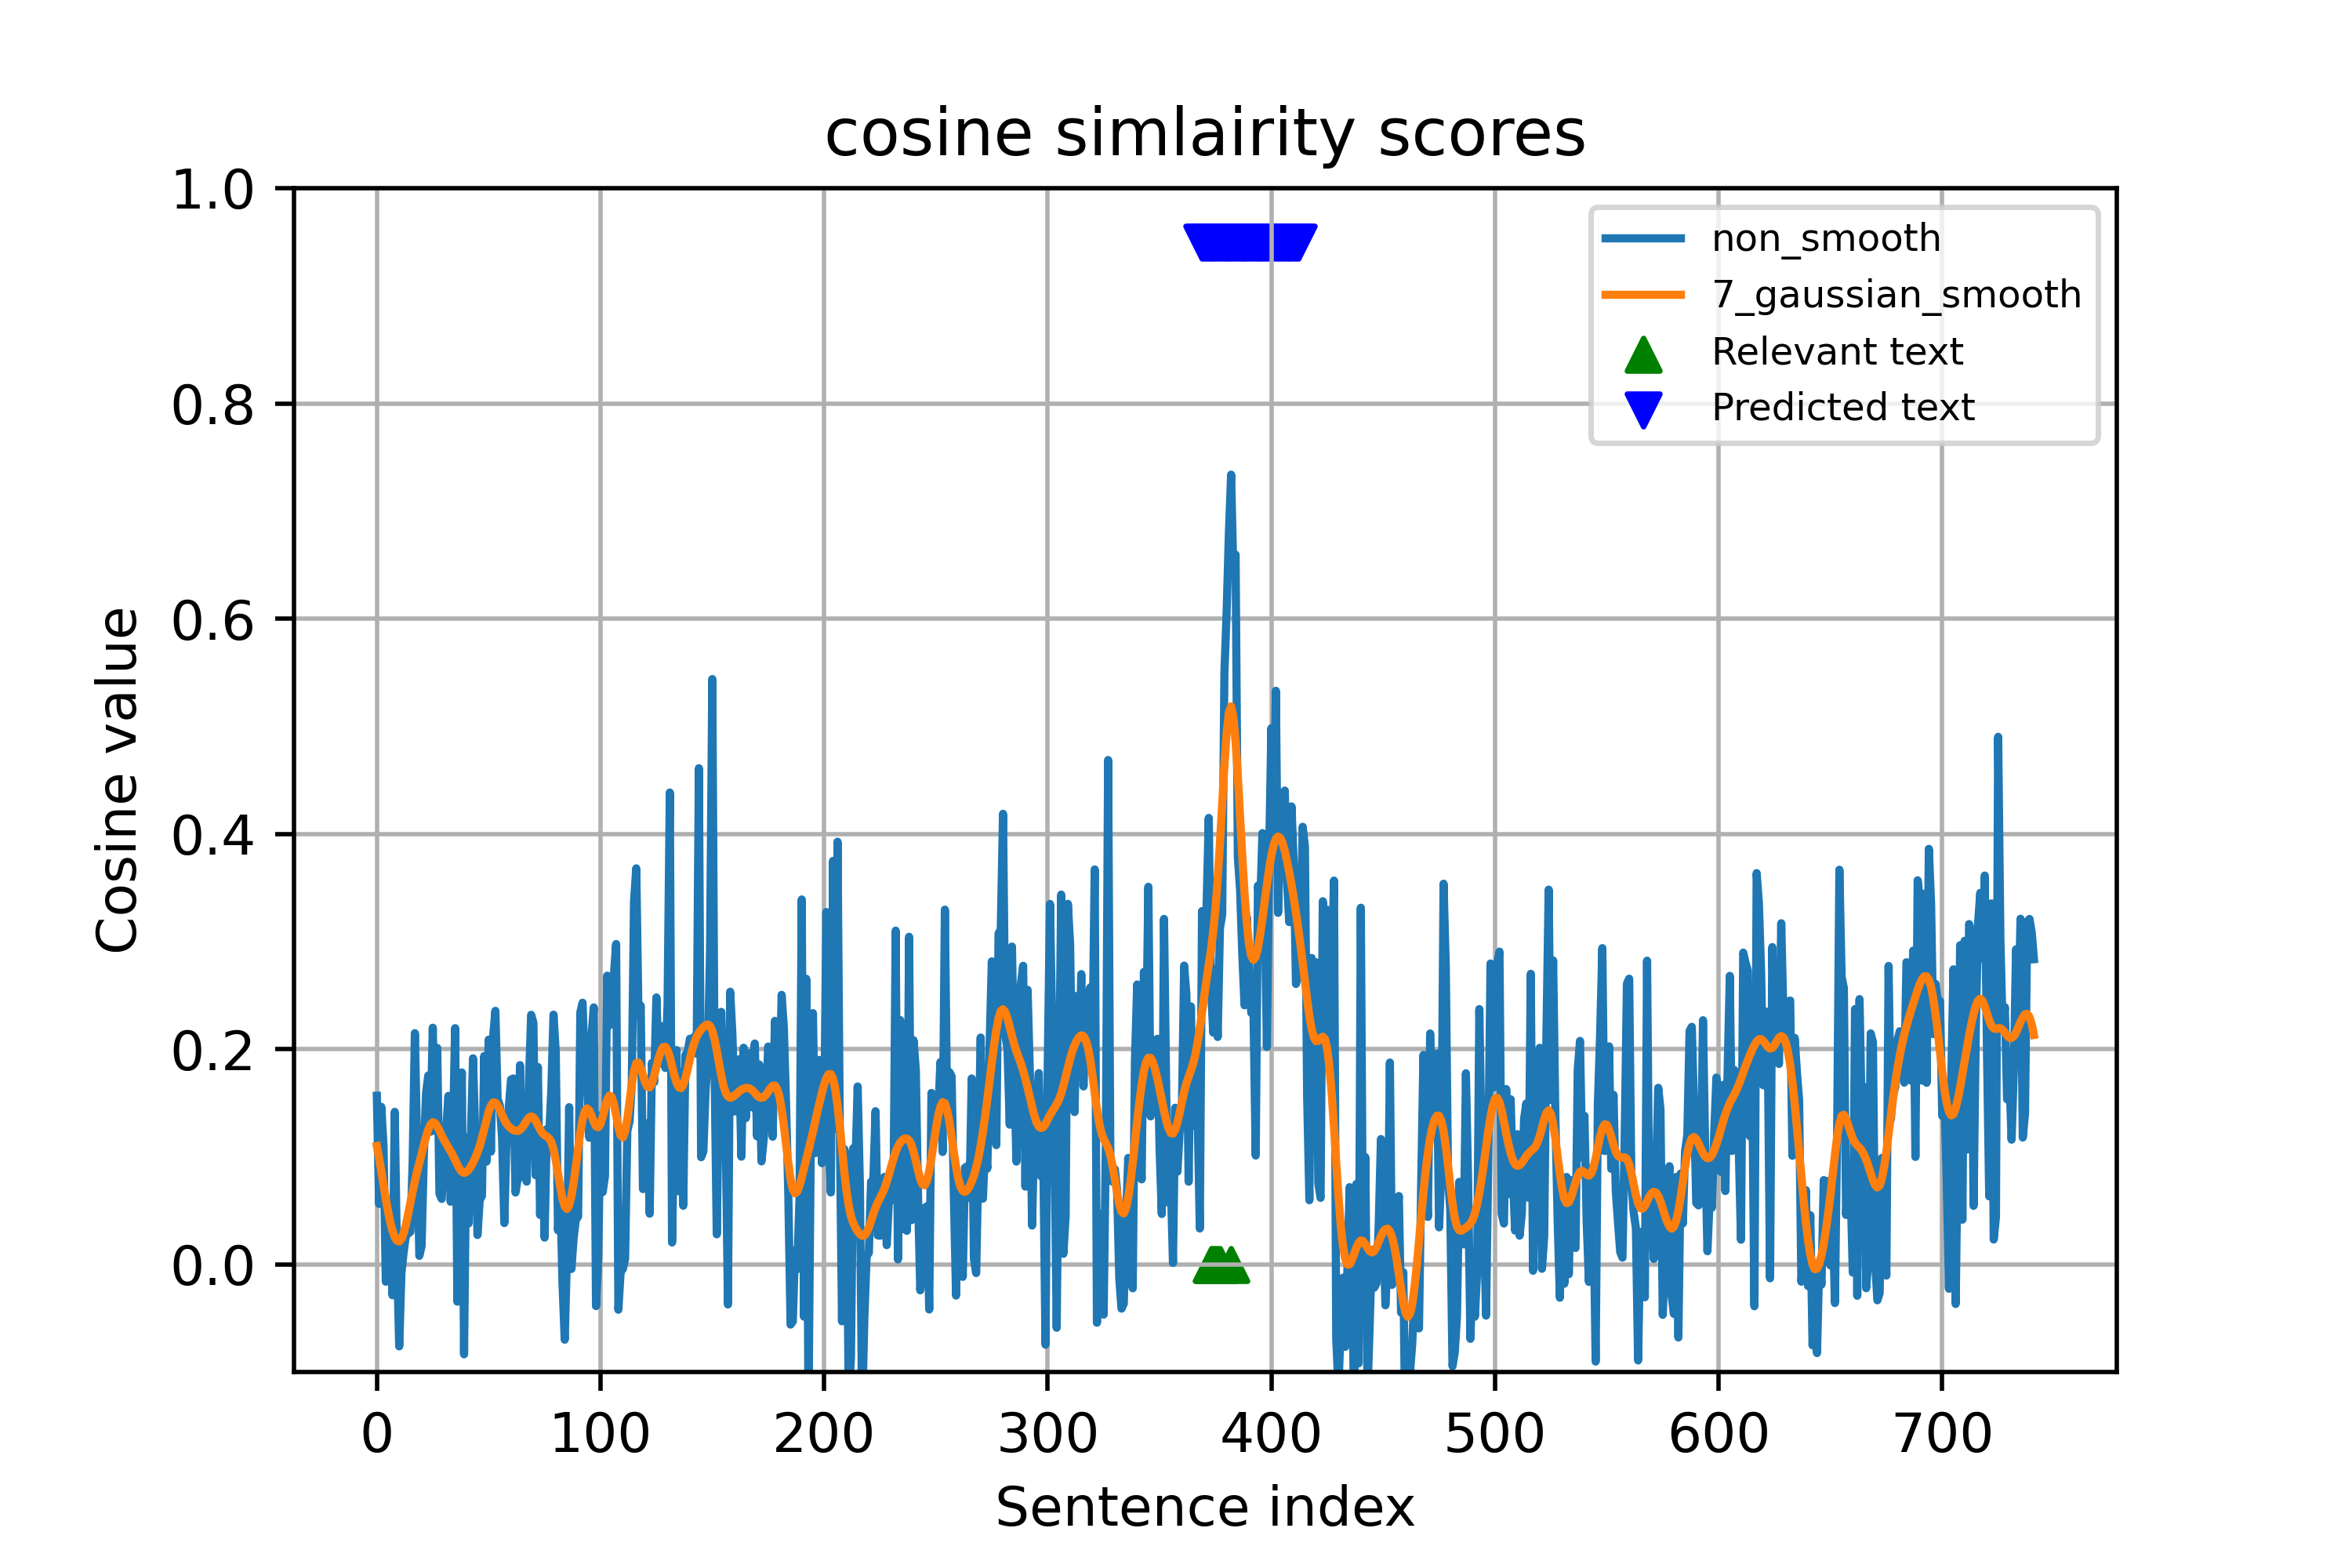 cosine simlairity scores
1.0
0.8
0.6
0.4
0.2
0.0
Cosine value
non_smooth
7_gaussian_smooth
Relevant text
Predicted text
0 100 200 300 400 500 600 700
Sentence index